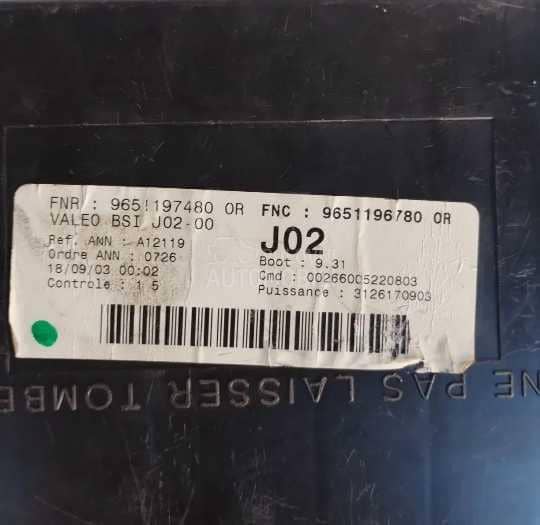 FNR : 9651197480 OR FNC : 9651196780 OR
VALEO BSI J02-00
J02
Ref. ANN : A12119
Ordre ANN : 0726
Boot : 9.31
18/09/03 00:02
Cmd : 00266005220803
Controle : 1 5
Puissance : 3126170903
NE PAS LAISSER TOMBE